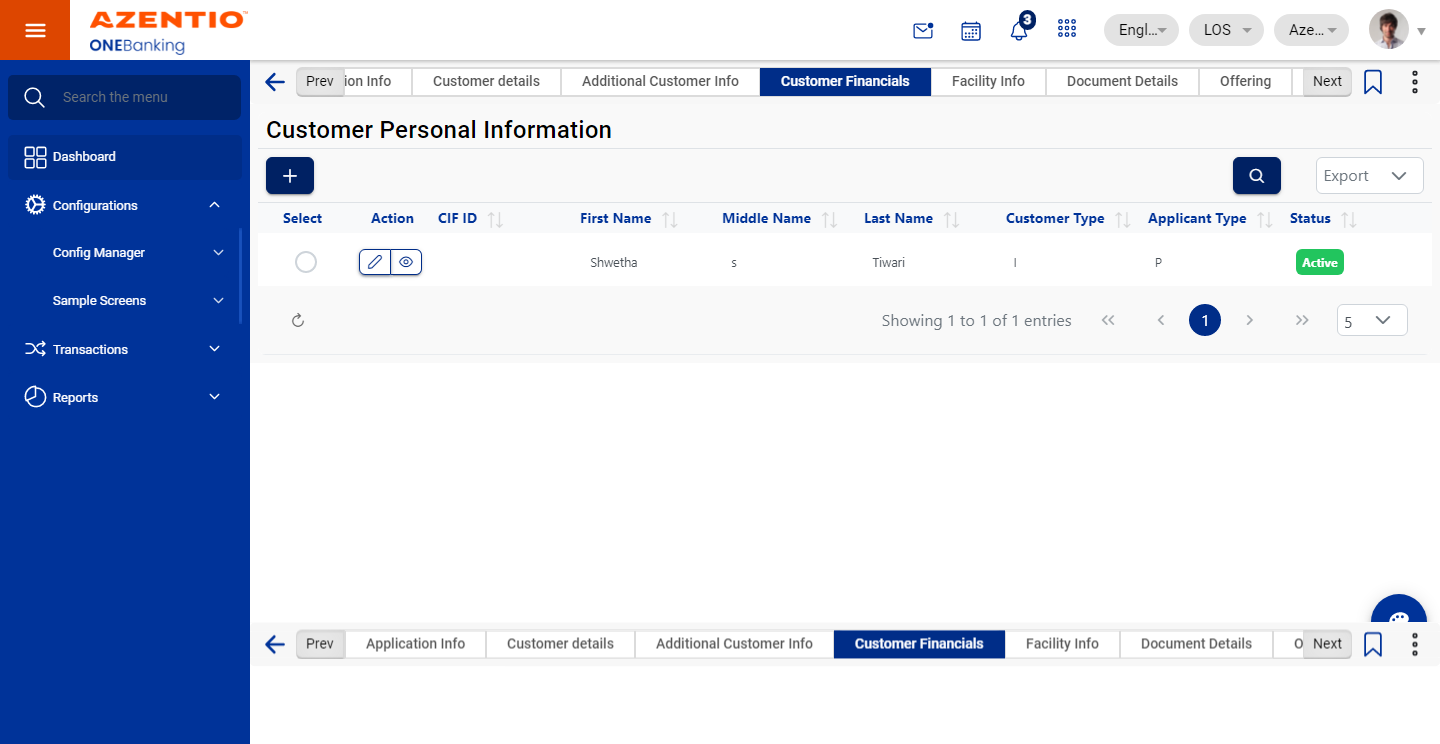 AZENTIO™
ONEBanking
3
Engl...
LOS
Aze...
Search the menu
Dashboard
Configurations
Config Manager
Sample Screens
Transactions
Reports
Prev ion Info Customer details Additional Customer Info Customer Financials Facility Info Document Details Offering Next
Customer Personal Information
+
Export
Select Action CIF ID First Name Middle Name Last Name Customer Type Applicant Type Status
Shwetha s Tiwari I P Active
Showing 1 to 1 of 1 entries 1 5
Prev Application Info Customer details Additional Customer Info Customer Financials Facility Info Document Details O Next